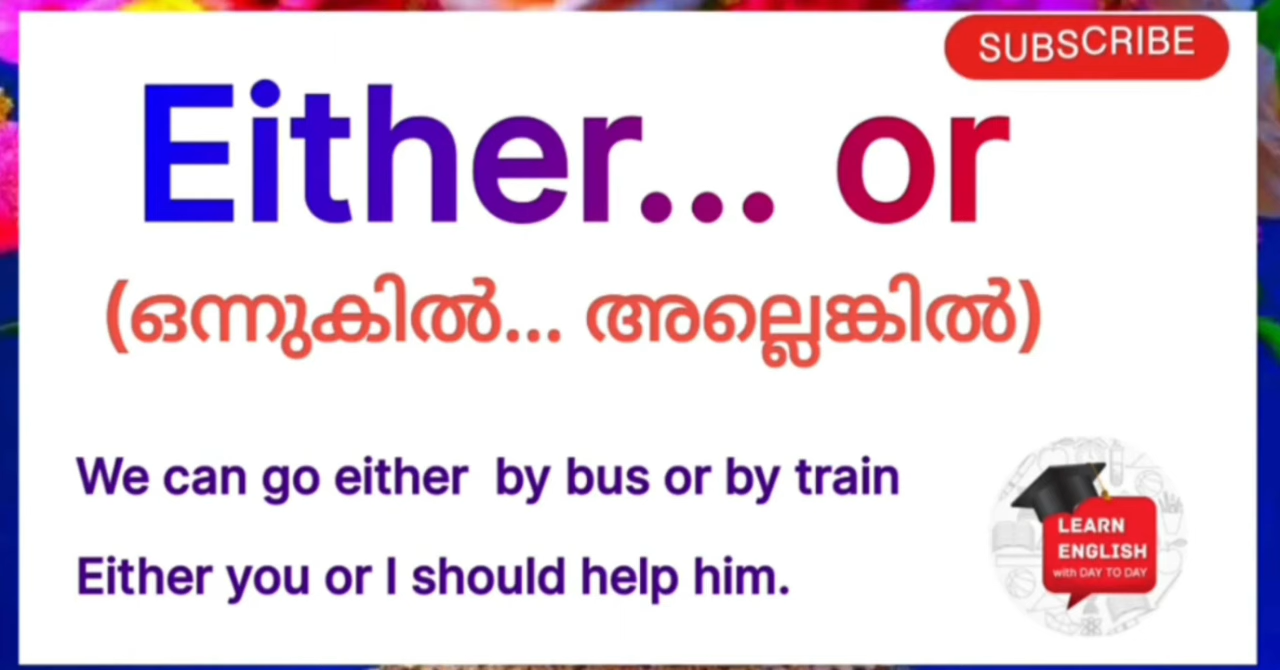 SUBSCRIBE
Either... or
(ഒന്നുകിൽ... അല്ലെങ്കിൽ)
We can go either by bus or by train
Either you or I should help him.
LEARN
ENGLISH
with DAY TO DAY